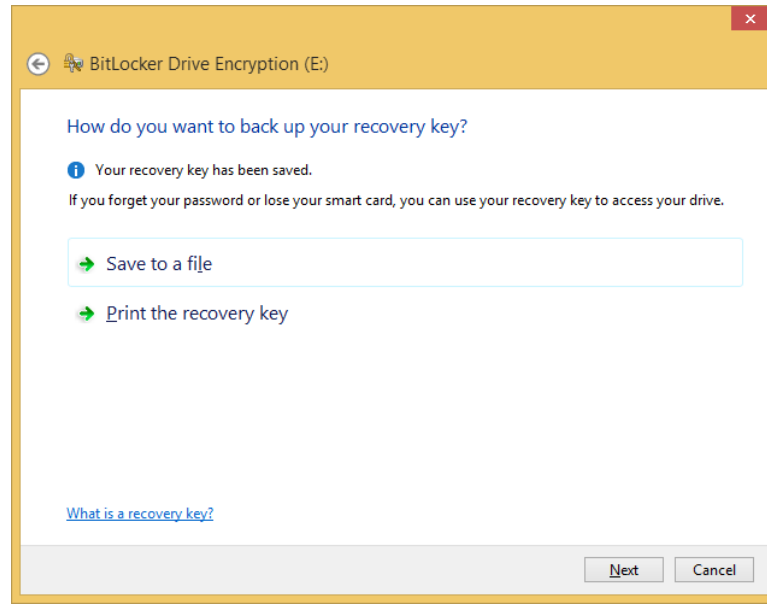 BitLocker Drive Encryption (E:)
How do you want to back up your recovery key?
Your recovery key has been saved.
If you forget your password or lose your smart card, you can use your recovery key to access your drive.
Save to a file
Print the recovery key
What is a recovery key?
Next Cancel